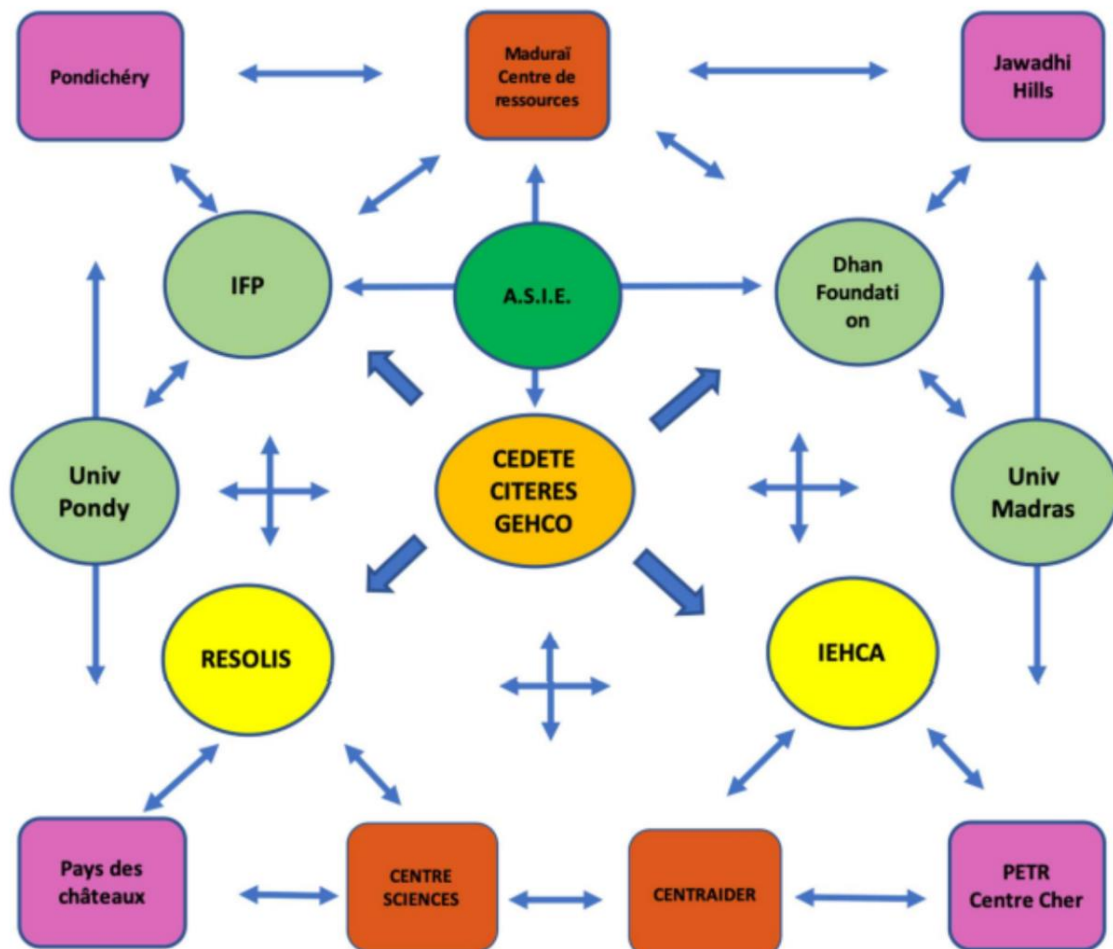 Pondichéry
Maduraï
Centre de
ressources
Jawadhi
Hills
IFP
A.S.I.E.
Dhan
Foundati
on
Univ
Pondy
CEDETE
CITERES
GEHCO
Univ
Madras
RESOLIS
IEHCA
Pays des
châteaux
CENTRE
SCIENCES
CENTRAIDER
PETR
Centre Cher